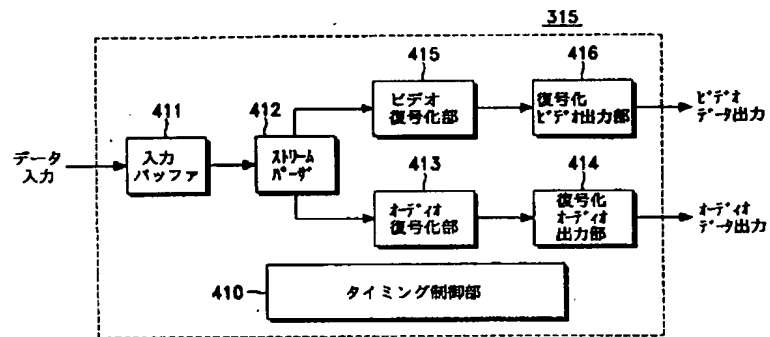 315
415
416
ビデオ
復号化部
復号化
ビデオ出力部
ビデオ
データ出力
411
412
データ
入力
入力
バッファ
ストリーム
パーザ
413
414
オーディオ
復号化部
復号化
オーディオ
出力部
オーディオ
データ出力
410
タイミング制御部